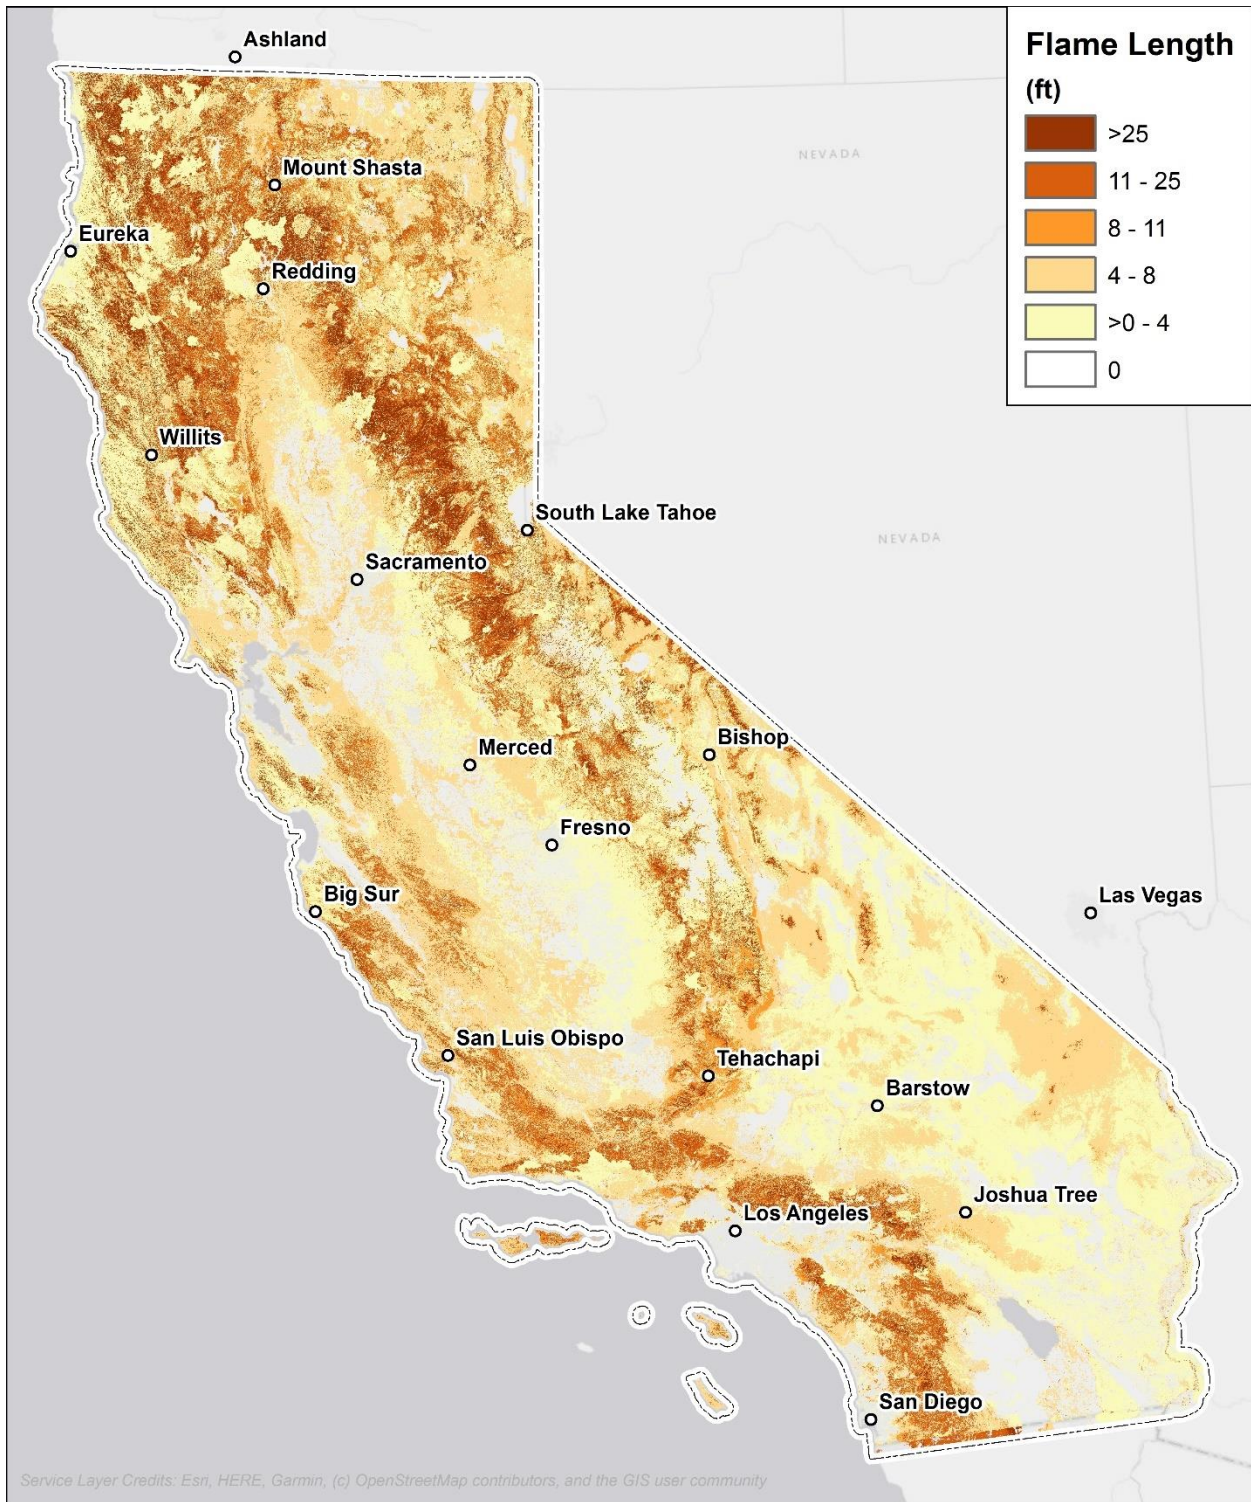 Ashland
Flame Length
(ft)
>25
11 - 25
8 - 11
4 - 8
>0 - 4
0
NEVADA
Mount Shasta
Eureka
Redding
Willits
South Lake Tahoe
NEVADA
Sacramento
Bishop
Merced
Fresno
Big Sur
Las Vegas
San Luis Obispo
Tehachapi
Barstow
Joshua Tree
Los Angeles
San Diego
Service Layer Credits: Esri, HERE, Garmin, (c) OpenStreetMap contributors, and the GIS user community